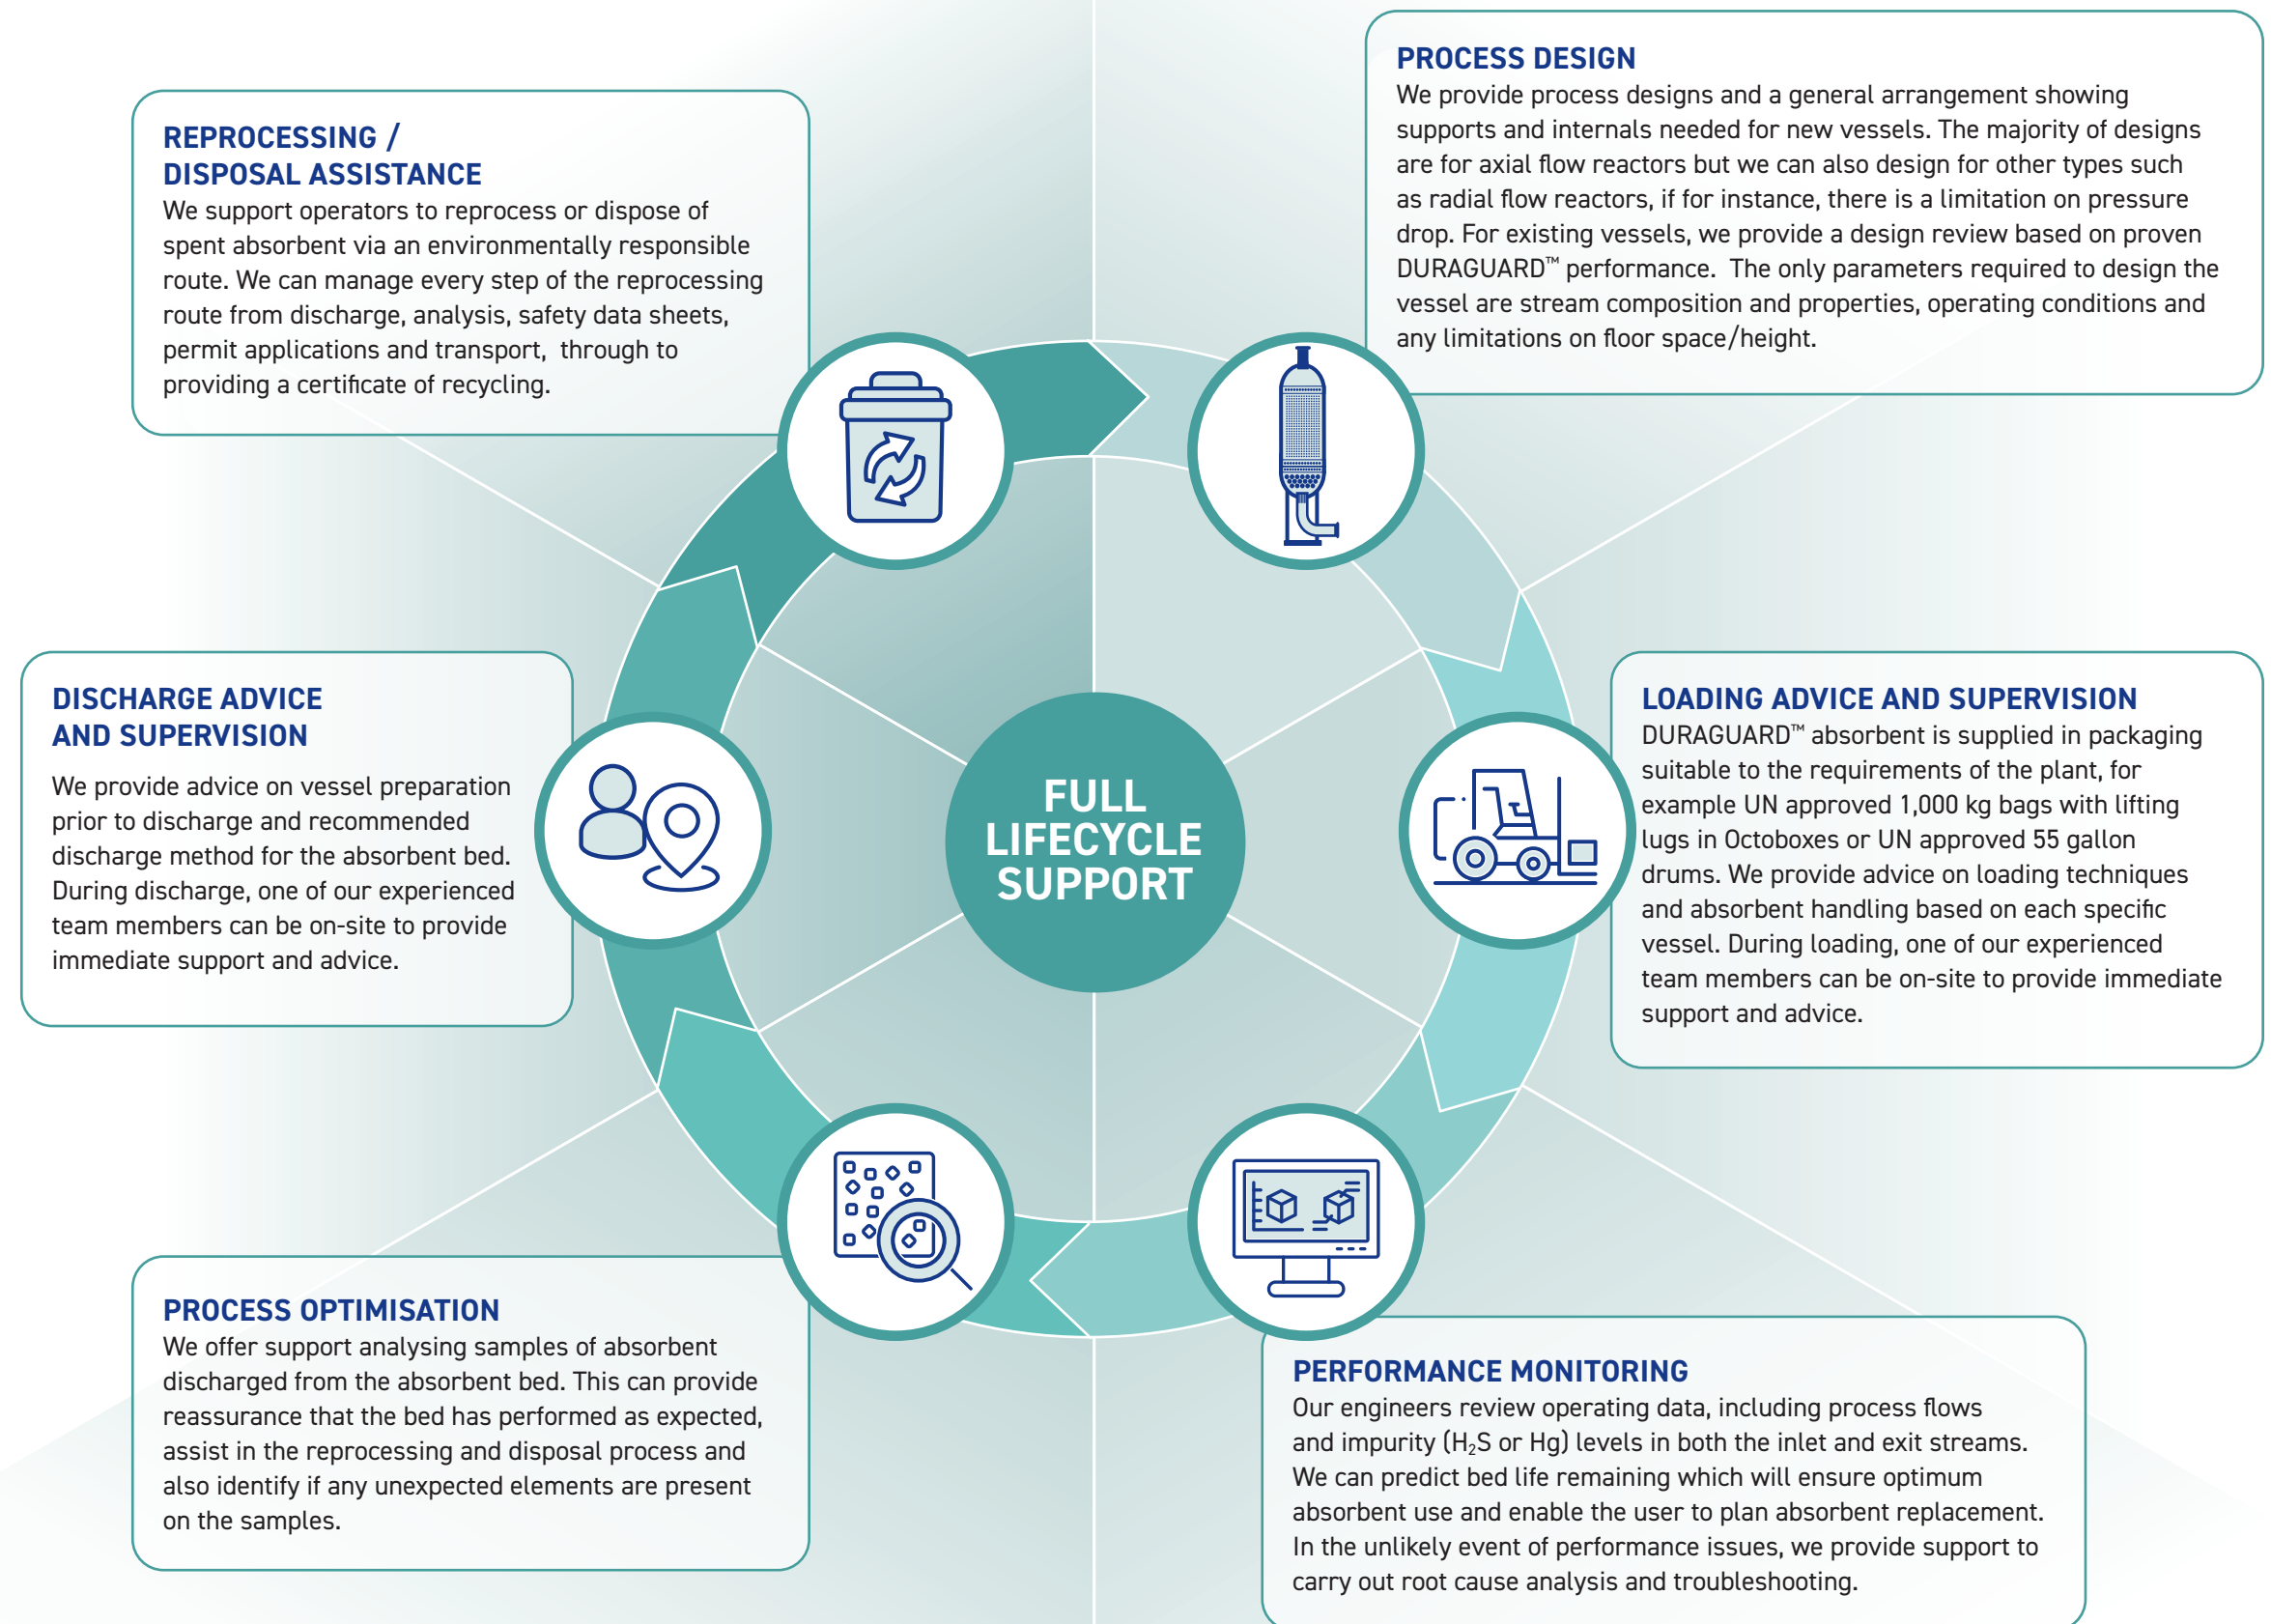 PROCESS DESIGN
We provide process designs and a general arrangement showing
supports and internals needed for new vessels. The majority of designs
are for axial flow reactors but we can also design for other types such
as radial flow reactors, if for instance, there is a limitation on pressure
drop. For existing vessels, we provide a design review based on proven
DURAGUARD™ performance.  The only parameters required to design the
vessel are stream composition and properties, operating conditions and
any limitations on floor space/height.
LOADING ADVICE AND SUPERVISION
DURAGUARD™ absorbent is supplied in packaging
suitable to the requirements of the plant, for
example UN approved 1,000 kg bags with lifting
lugs in Octoboxes or UN approved 55 gallon
drums. We provide advice on loading techniques
and absorbent handling based on each specific
vessel. During loading, one of our experienced
team members can be on-site to provide immediate
support and advice.
PERFORMANCE MONITORING
Our engineers review operating data, including process flows
and impurity (H₂S or Hg) levels in both the inlet and exit streams.
We can predict bed life remaining which will ensure optimum
absorbent use and enable the user to plan absorbent replacement.
In the unlikely event of performance issues, we provide support to
carry out root cause analysis and troubleshooting.
PROCESS OPTIMISATION
We offer support analysing samples of absorbent
discharged from the absorbent bed. This can provide
reassurance that the bed has performed as expected,
assist in the reprocessing and disposal process and
also identify if any unexpected elements are present
on the samples.
DISCHARGE ADVICE
AND SUPERVISION
We provide advice on vessel preparation
prior to discharge and recommended
discharge method for the absorbent bed.
During discharge, one of our experienced
team members can be on-site to provide
immediate support and advice.
REPROCESSING /
DISPOSAL ASSISTANCE
We support operators to reprocess or dispose of
spent absorbent via an environmentally responsible
route. We can manage every step of the reprocessing
route from discharge, analysis, safety data sheets,
permit applications and transport,  through to
providing a certificate of recycling.
FULL
LIFECYCLE
SUPPORT